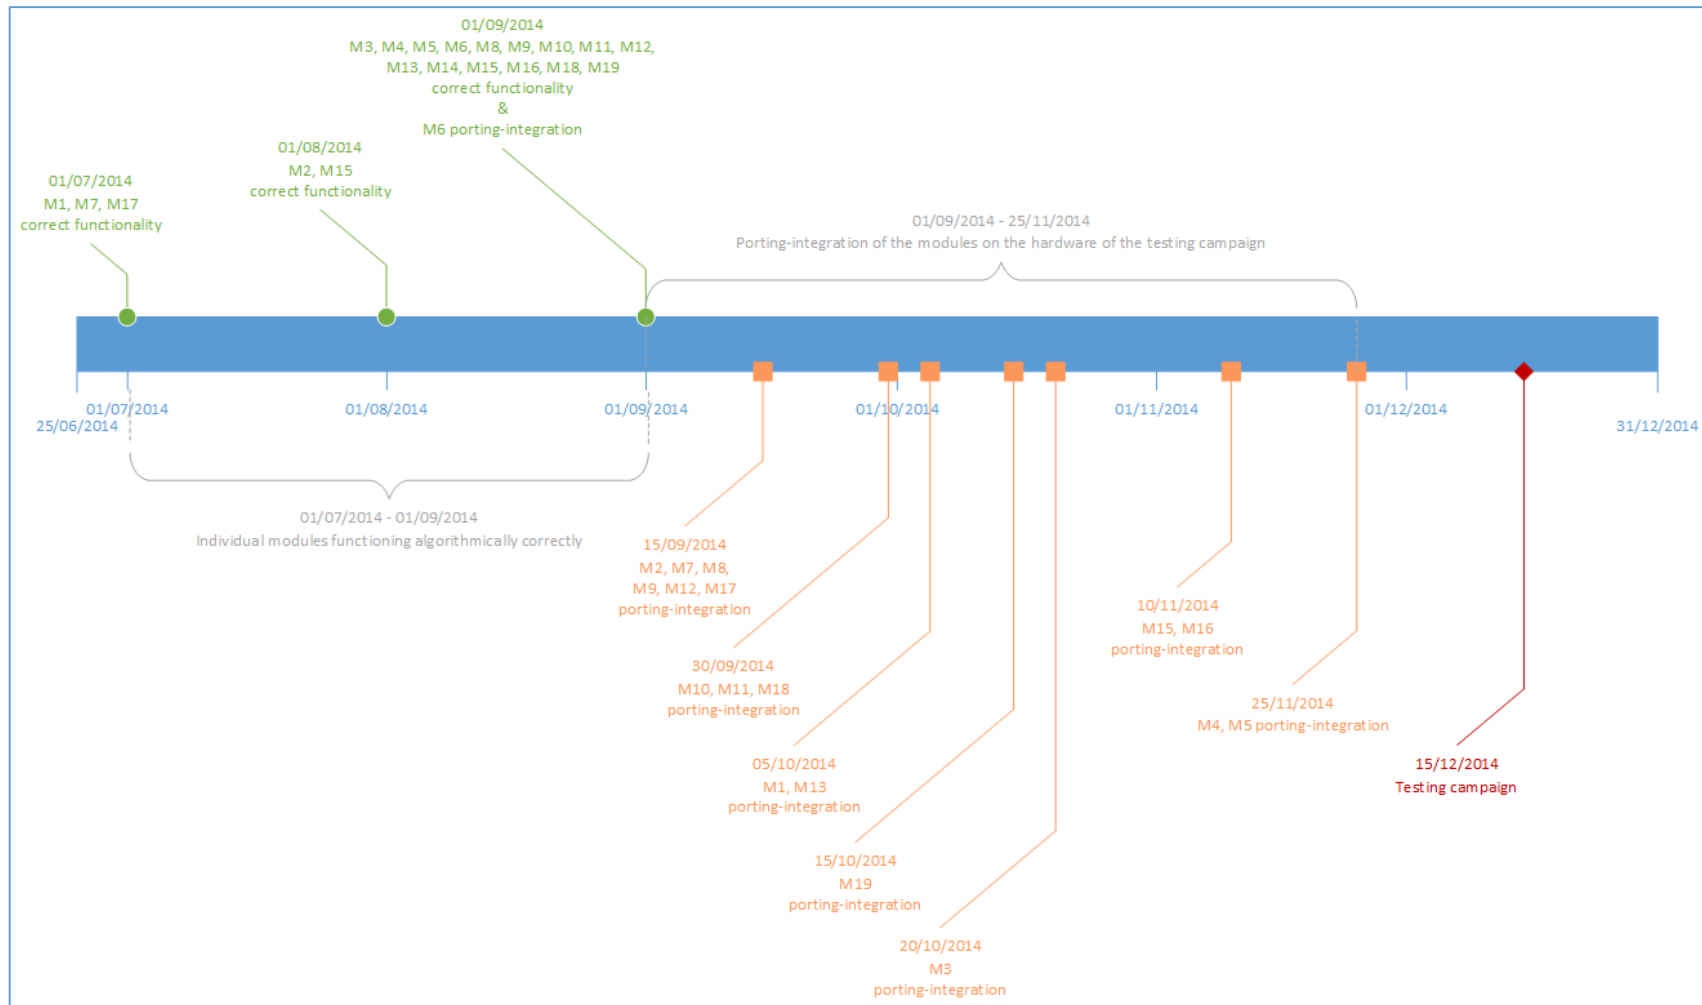 01/09/2014
M3, M4, M5, M6, M8, M9, M10, M11, M12,
M13, M14, M15, M16, M18, M19
correct functionality
&
M6 porting-integration
01/08/2014
M2, M15
correct functionality
01/07/2014
M1, M7, M17
correct functionality
01/09/2014 - 25/11/2014
Porting-integration of the modules on the hardware of the testing campaign
25/06/2014
01/07/2014
01/08/2014
01/09/2014
01/10/2014
01/11/2014
01/12/2014
31/12/2014
01/07/2014 - 01/09/2014
Individual modules functioning algorithmically correctly
15/09/2014
M2, M7, M8,
M9, M12, M17
porting-integration
30/09/2014
M10, M11, M18
porting-integration
05/10/2014
M1, M13
porting-integration
15/10/2014
M19
porting-integration
20/10/2014
M3
porting-integration
10/11/2014
M15, M16
porting-integration
25/11/2014
M4, M5 porting-integration
15/12/2014
Testing campaign